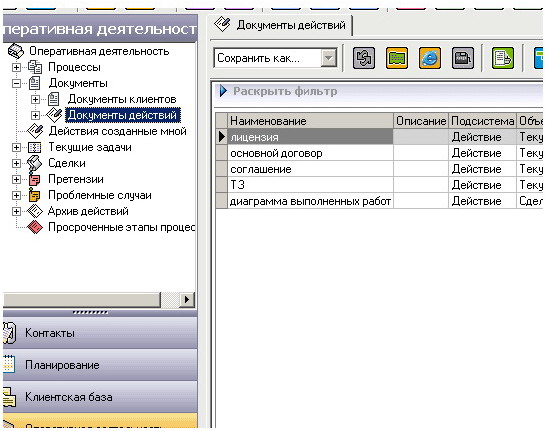 перативная деятельност
Оперативная деятельность
Процессы
Документы
Документы клиентов
Документы действий
Действия созданные мной
Текущие задачи
Сделки
Претензии
Проблемные случаи
Архив действий
Просроченные этапы процес
Контакты
Планирование
Клиентская база
Оперативная деятельность
Документы действий
Сохранить как...
Раскрыть фильтр
Наименование Описание Подсистема Объе
лицензия Действие Теку
основной договор Действие Теку
соглашение Действие Теку
ТЗ Действие Теку
диаграмма выполненных работ Действие Сдел